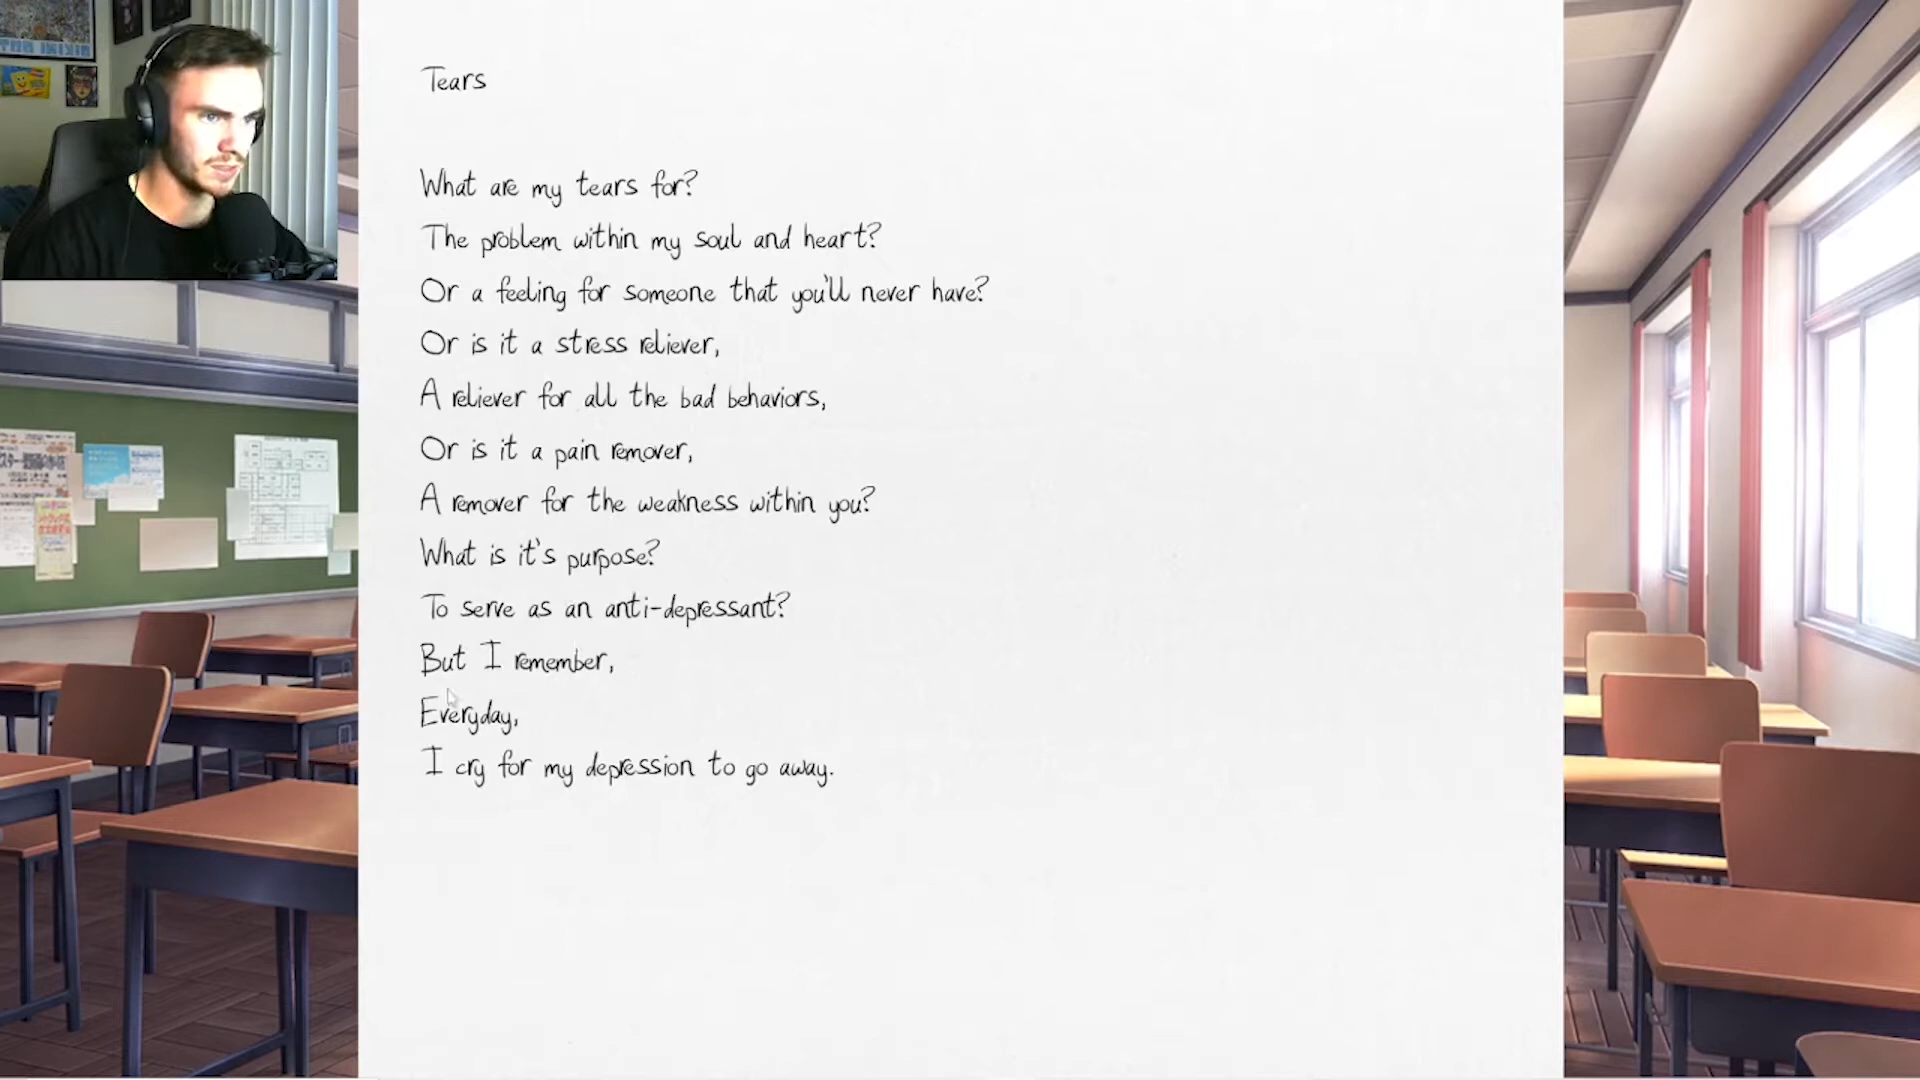 Tears
What are my tears for?
The problem within my soul and heart?
Or a feeling for someone that you'll never have?
Or is it a stress reliever,
A reliever for all the bad behaviors,
Or is it a pain remover,
A remover for the weakness within you?
What is it's purpose?
To serve as an anti-depressant?
But I remember,
Everyday,
I cry for my depression to go away.